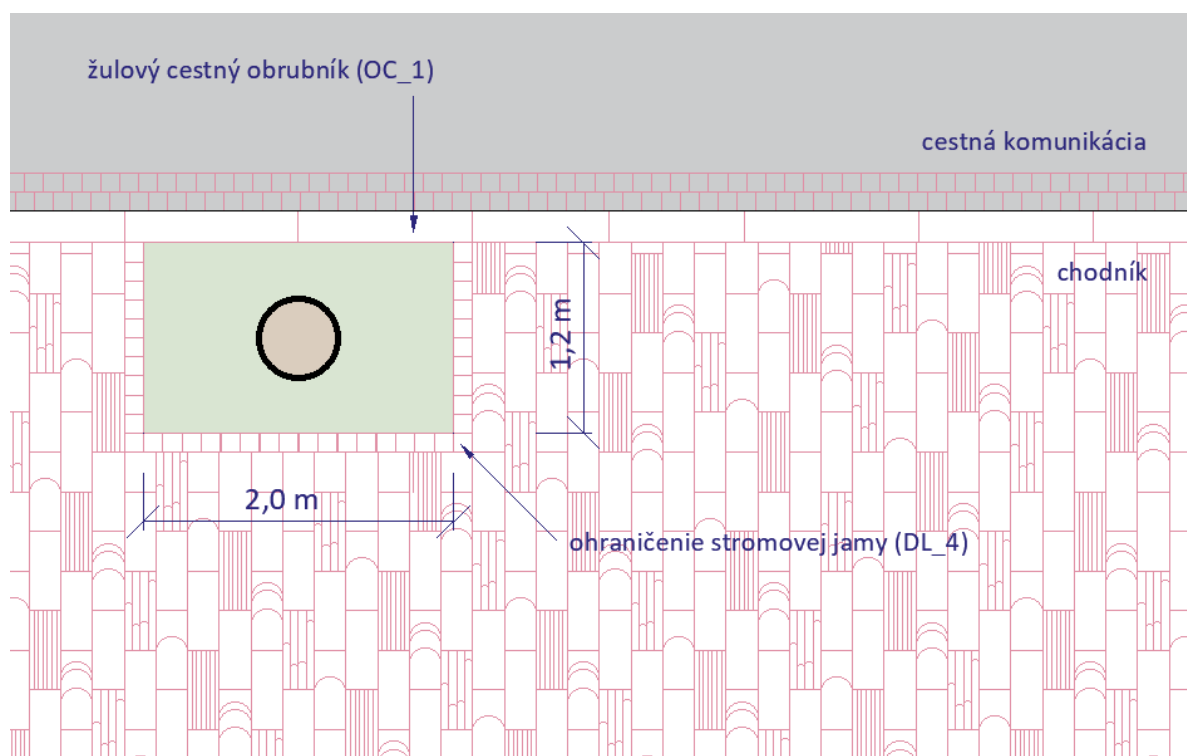 žulový cestný obrubník (OC_1)
cestná komunikácia
chodník
1,2 m
2,0 m
ohraničenie stromovej jamy (DL_4)